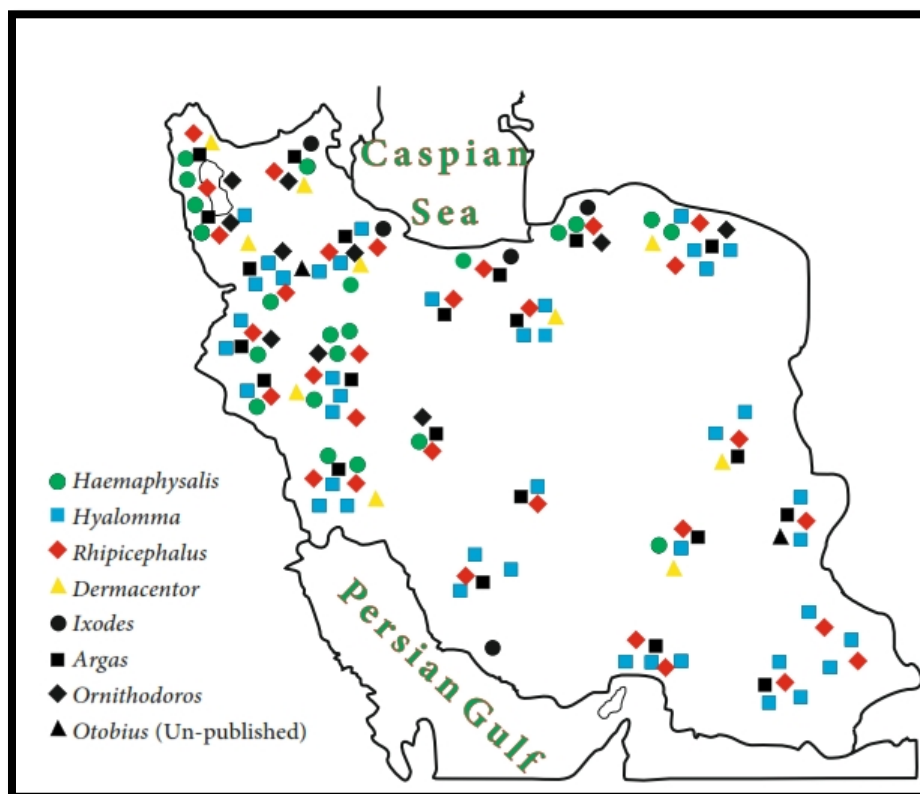 Caspian
Sea
Haemaphysalis
Hyalomma
Rhipicephalus
Dermacentor
Ixodes
Argas
Ornithodoros
Otobius (Un-published)
Persian Gulf